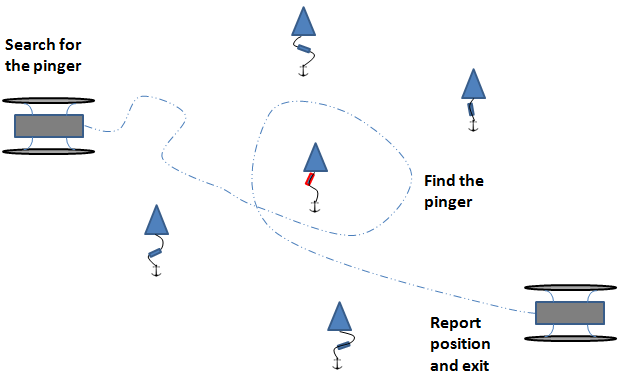 Search for
the pinger
Find the
pinger
Report
position
and exit